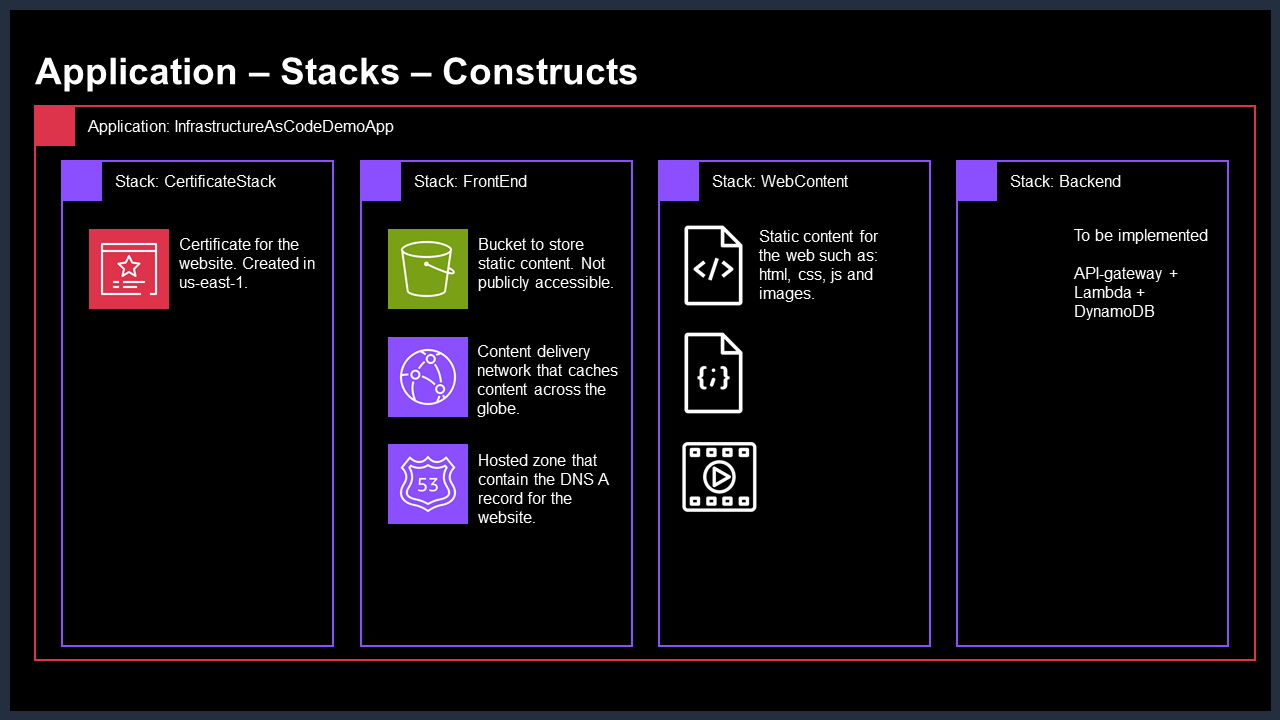 Application – Stacks – Constructs
Application: InfrastructureAsCodeDemoApp
Stack: CertificateStack
Certificate for the
website. Created in
us-east-1.
Stack: FrontEnd
Bucket to store
static content. Not
publicly accessible.
Content delivery
network that caches
content across the
globe.
53
Hosted zone that
contain the DNS A
record for the
website.
Stack: WebContent
</>
Static content for
the web such as:
html, css, js and
images.
{;}
Stack: Backend
To be implemented
API-gateway +
Lambda +
DynamoDB